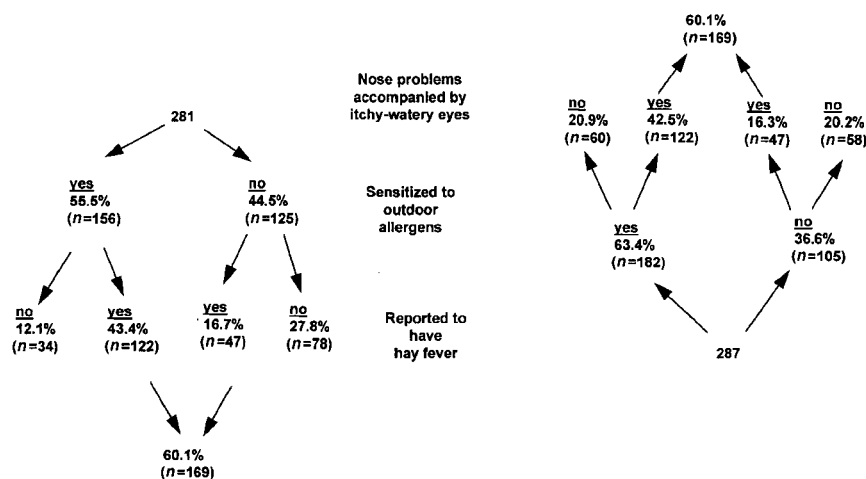 281
yes
55.5%
(n=156)
no
44.5%
(n=125)
no
12.1%
(n=34)
yes
43.4%
(n=122)
yes
16.7%
(n=47)
no
27.8%
(n=78)
60.1%
(n=169)
Nose problems
accompanied by
itchy-watery eyes
Sensitized to
outdoor
allergens
Reported to
have
hay fever
60.1%
(n=169)
no
20.9%
(n=60)
yes
42.5%
(n=122)
yes
16.3%
(n=47)
no
20.2%
(n=58)
yes
63.4%
(n=182)
no
36.6%
(n=105)
287